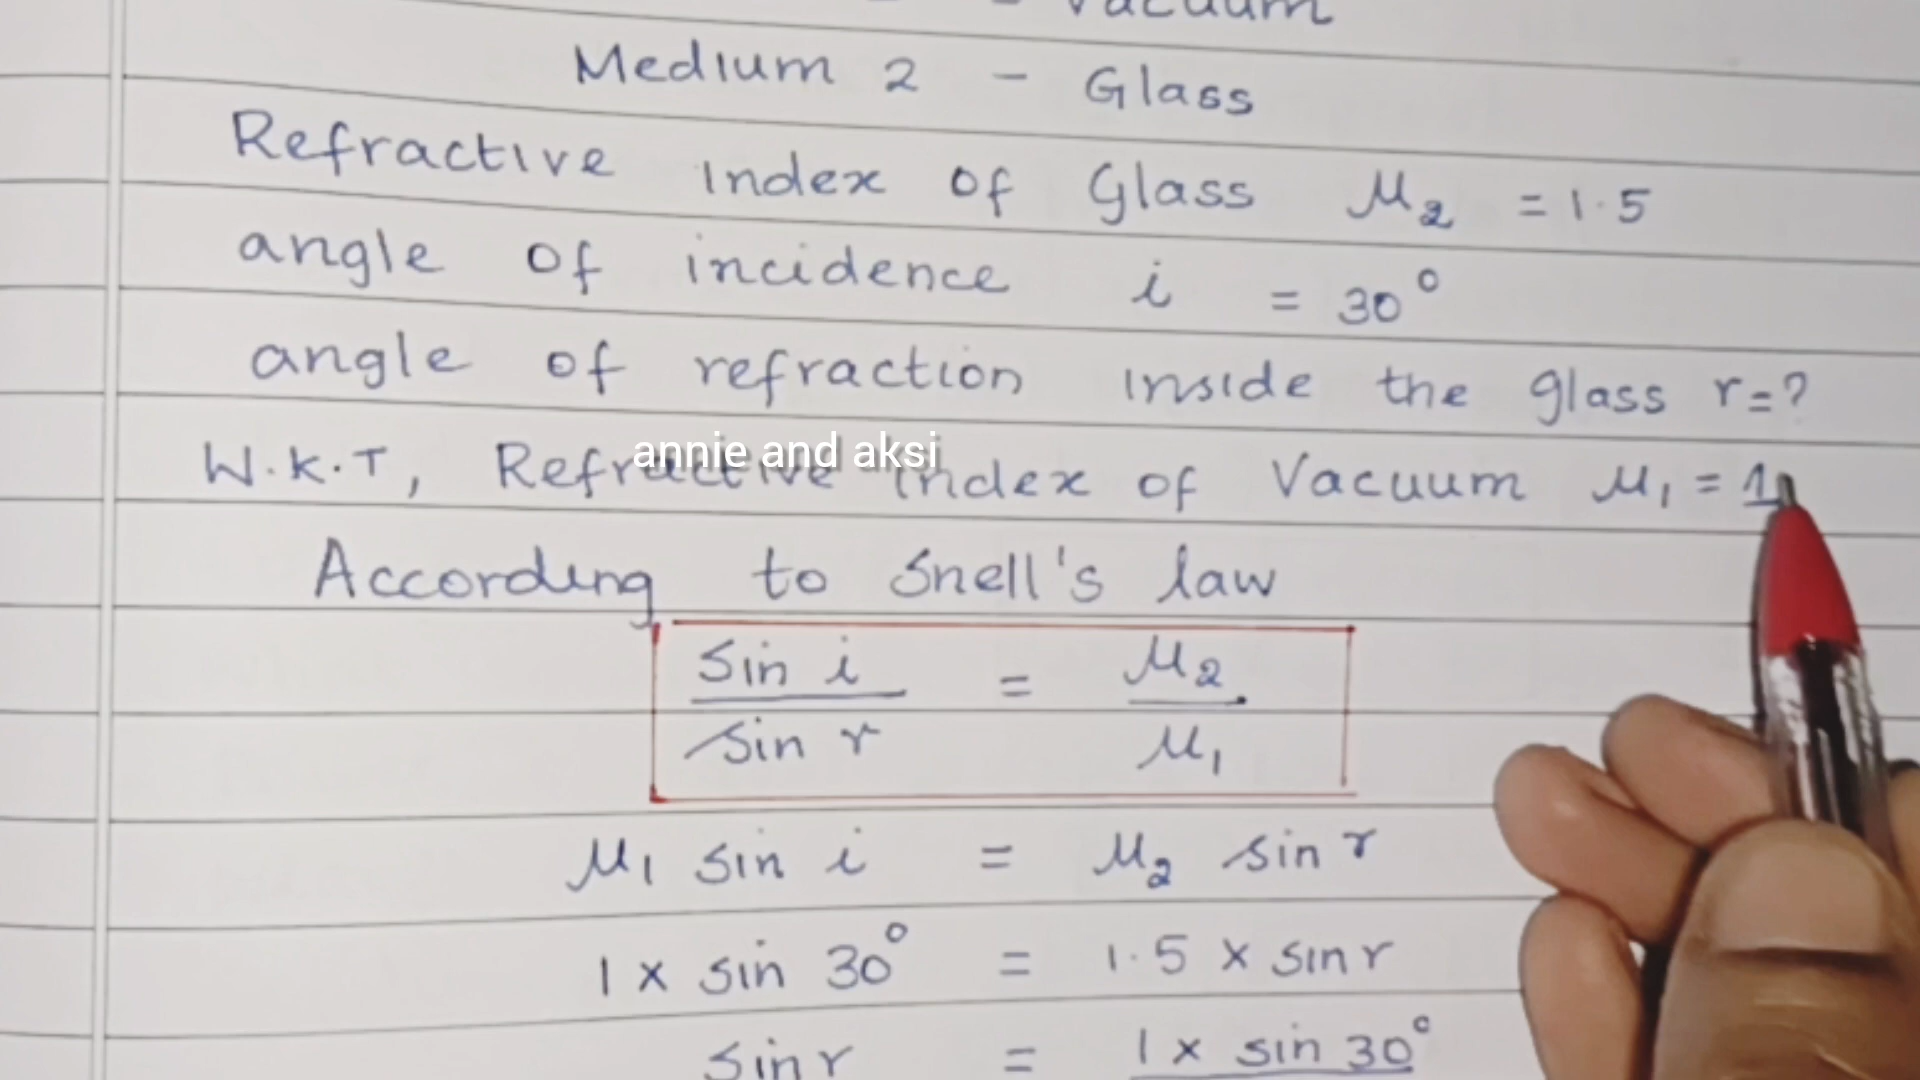 Vacuum
Medium 2 - Glass
Refractive Index of Glass μ₂ = 1.5
angle of incidence i = 30°
angle of refraction inside the glass r=?
W.K.T, Refractive index of Vacuum μ₁ = 1
annie and aksi
According to Snell's law
sin i / sin r = μ₂ / μ₁
μ₁ sin i = μ₂ sin r
1 x sin 30° = 1.5 x sin r
sin r = 1 x sin 30°